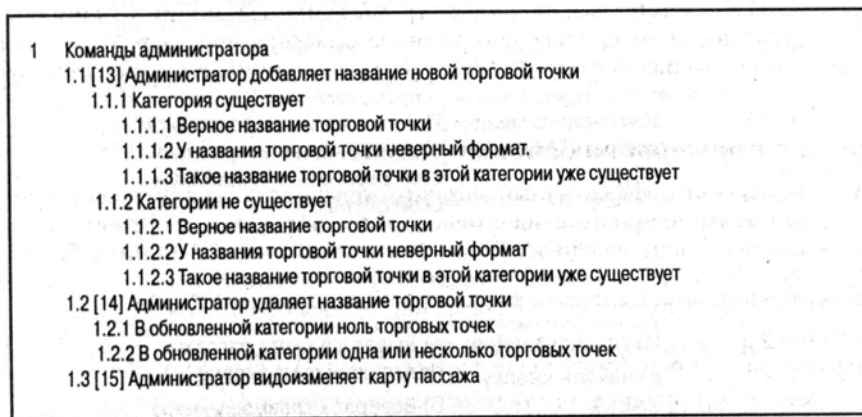 1 Команды администратора
1.1 [13] Администратор добавляет название новой торговой точки
1.1.1 Категория существует
1.1.1.1 Верное название торговой точки
1.1.1.2 У названия торговой точки неверный формат.
1.1.1.3 Такое название торговой точки в этой категории уже существует
1.1.2 Категории не существует
1.1.2.1 Верное название торговой точки
1.1.2.2 У названия торговой точки неверный формат
1.1.2.3 Такое название торговой точки в этой категории уже существует
1.2 [14] Администратор удаляет название торговой точки
1.2.1 В обновленной категории ноль торговых точек
1.2.2 В обновленной категории одна или несколько торговых точек
1.3 [15] Администратор видоизменяет карту пассажа